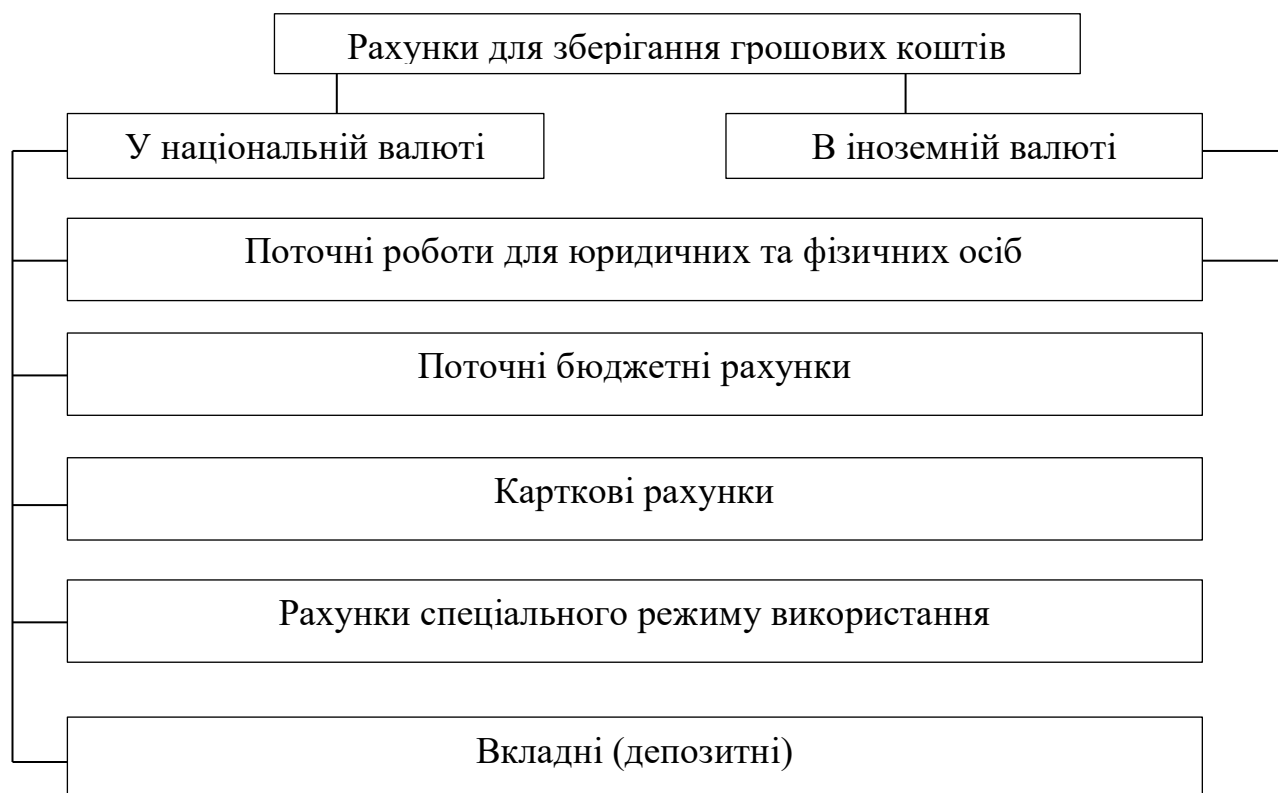 Рахунки для зберігання грошових коштів
У національній валюті
В іноземній валюті
Поточні роботи для юридичних та фізичних осіб
Поточні бюджетні рахунки
Карткові рахунки
Рахунки спеціального режиму використання
Вкладні (депозитні)